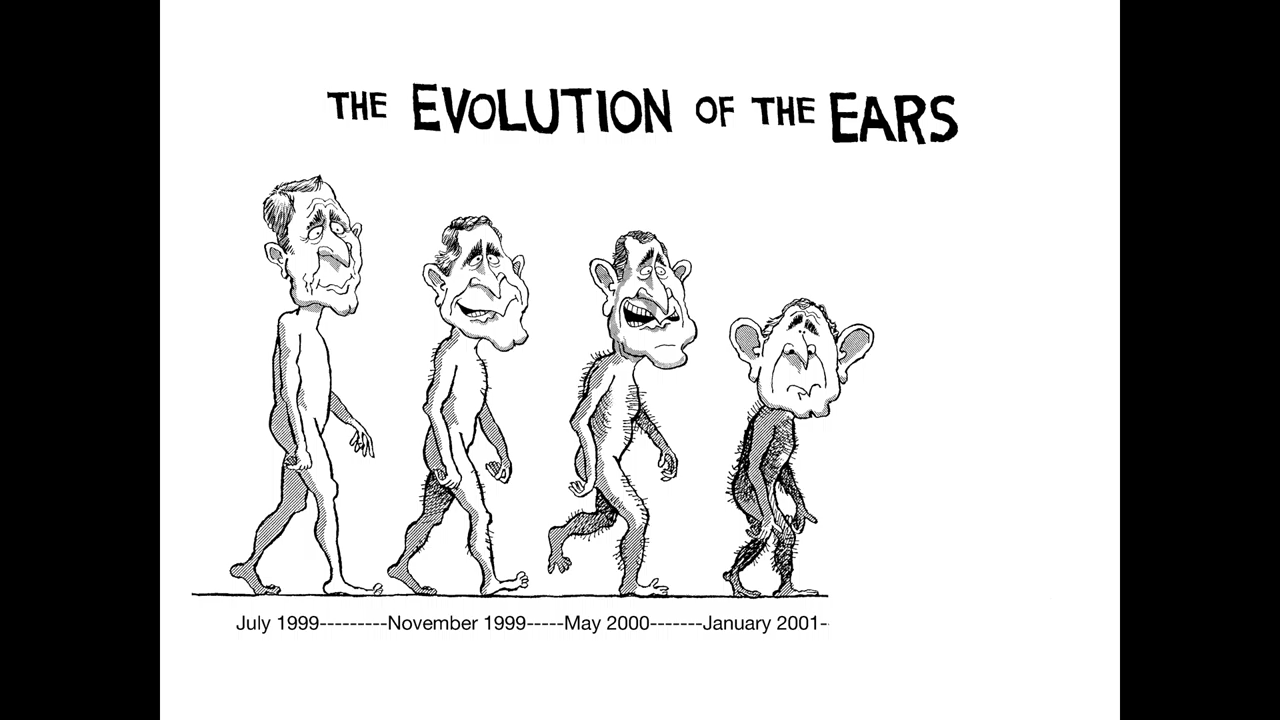 THE EVOLUTION OF THE EARS
July 1999---------November 1999-----May 2000-------January 2001-